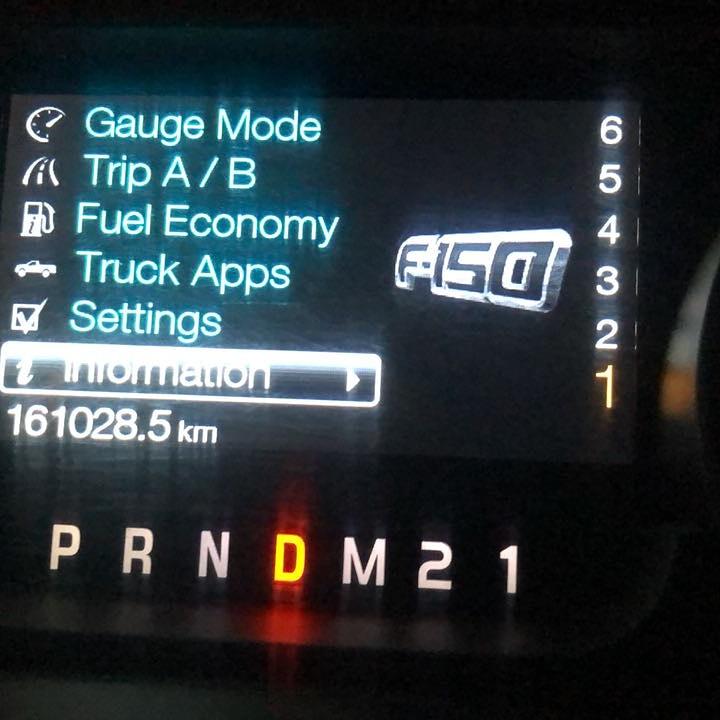 Gauge Mode
Trip A / B
Fuel Economy
Truck Apps
Settings
Information
161028.5 km
F-150
6
5
4
3
2
1
P R N D M 2 1